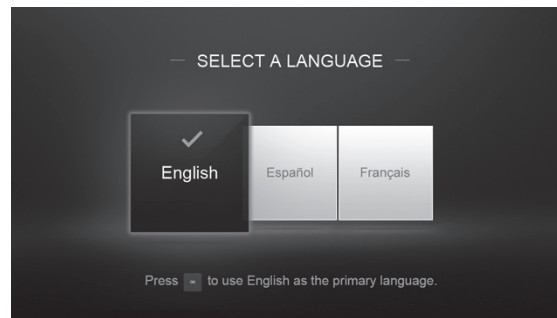 SELECT A LANGUAGE
English
Español
Français
Press to use English as the primary language.